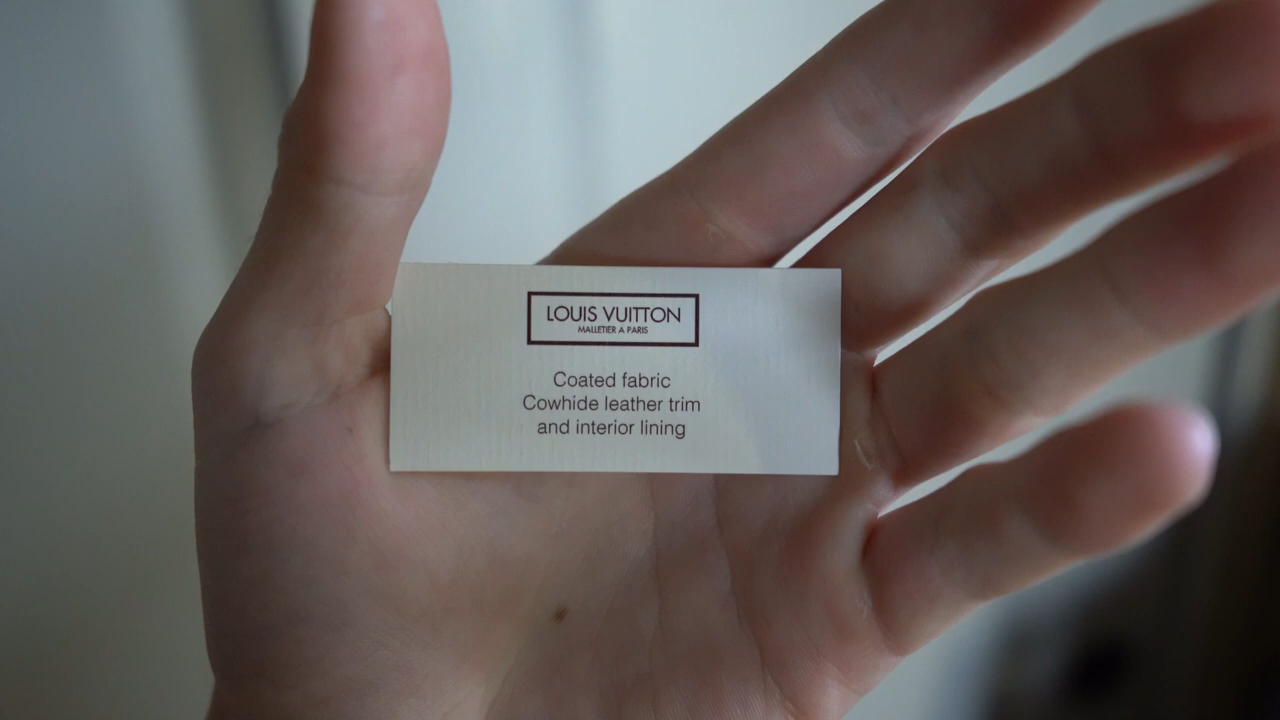 LOUIS VUITTON
MALLETIER A PARIS
Coated fabric
Cowhide leather trim
and interior lining